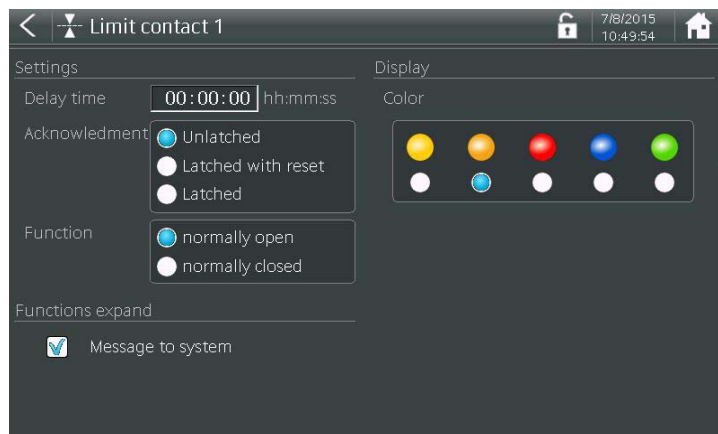 Limit contact 1
7/8/2015
10:49:54
Settings
Delay time 00:00:00 hh:mm:ss
Acknowledment Unlatched
Latched with reset
Latched
Function normally open
normally closed
Functions expand
Message to system
Display
Color